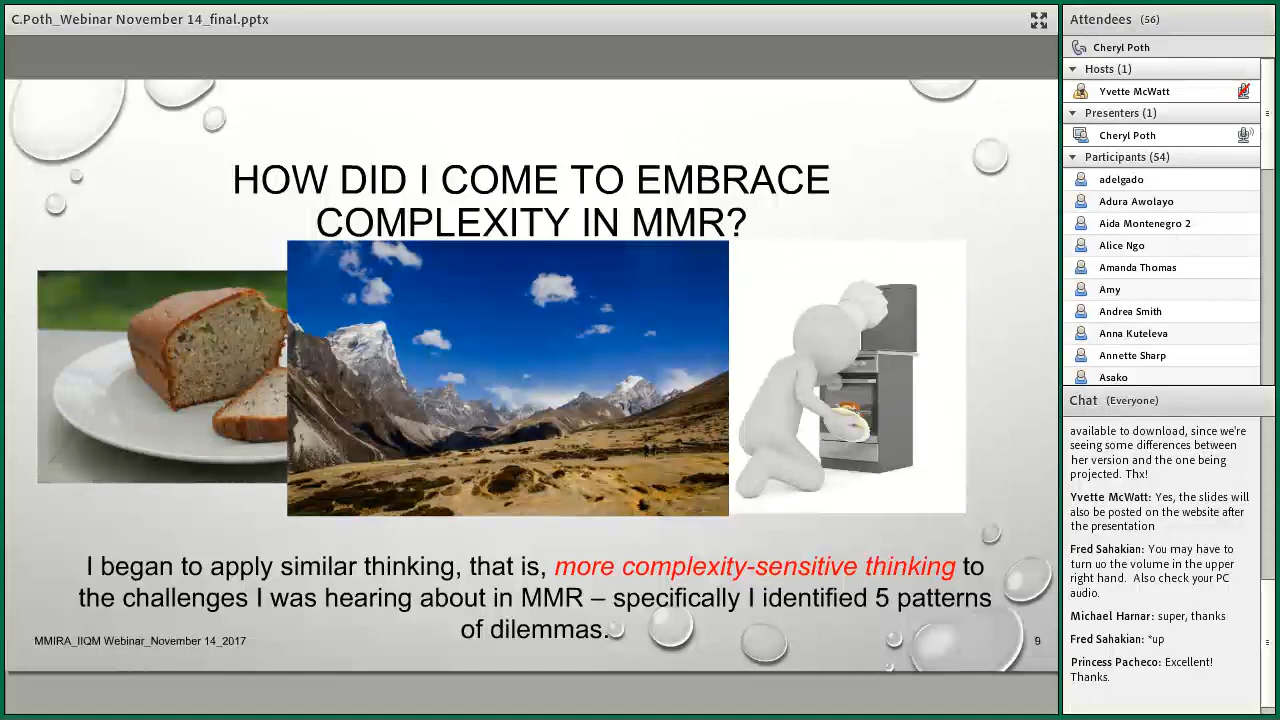 C.Poth_Webinar November 14_final.pptx
HOW DID I COME TO EMBRACE
COMPLEXITY IN MMR?
I began to apply similar thinking, that is, more complexity-sensitive thinking to
the challenges I was hearing about in MMR – specifically I identified 5 patterns
of dilemmas.
MMIRA_IIQM Webinar_November 14_2017
9
Attendees (56)
Cheryl Poth
Hosts (1)
Yvette McWatt
Presenters (1)
Cheryl Poth
Participants (54)
adelgado
Adura Awolayo
Aida Montenegro 2
Alice Ngo
Amanda Thomas
Amy
Andrea Smith
Anna Kuteleva
Annette Sharp
Asako
Chat (Everyone)
available to download, since we're
seeing some differences between
her version and the one being
projected. Thx!
Yvette McWatt: Yes, the slides will
also be posted on the website after
the presentation
Fred Sahakian: You may have to
turn uo the volume in the upper
right hand. Also check your PC
audio.
Michael Harnar: super, thanks
Fred Sahakian: *up
Princess Pacheco: Excellent!
Thanks.